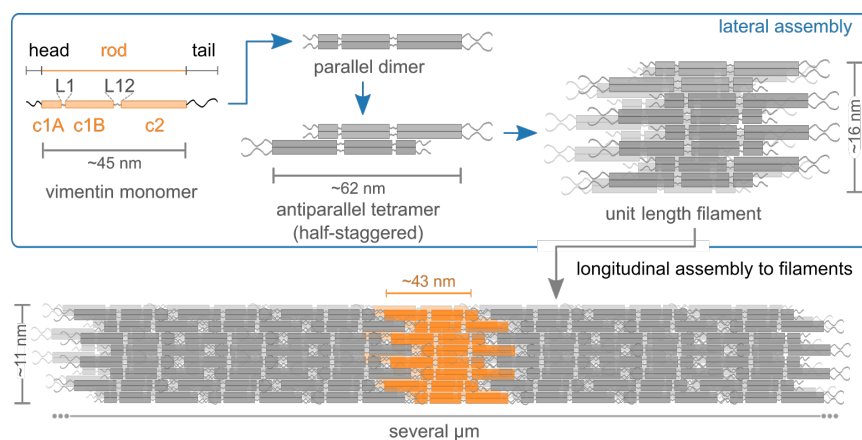 lateral assembly
head rod tail
L1 L12
c1A c1B c2
~45 nm
vimentin monomer
parallel dimer
~62 nm
antiparallel tetramer
(half-staggered)
~16 nm
unit length filament
longitudinal assembly to filaments
~43 nm
~11 nm
several µm